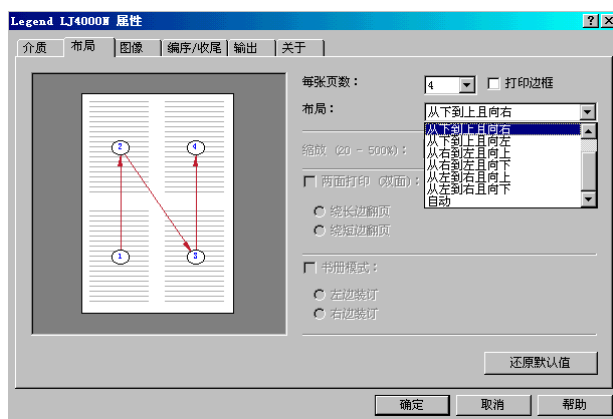 Legend LJ4000N 属性
介质 布局 图像 编序/收尾 输出 关于
每张页数： 4 打印边框
布局： 从下到上且向右
从下到上且向右
从下到上且向左
从右到左且向上
从右到左且向下
从左到右且向上
从左到右且向下
自动
缩放 (20 - 500%)：
两面打印 (双面)：
绕长边翻页
绕短边翻页
书册模式：
左边装订
右边装订
2 4
1 3
还原默认值
确定 取消 帮助